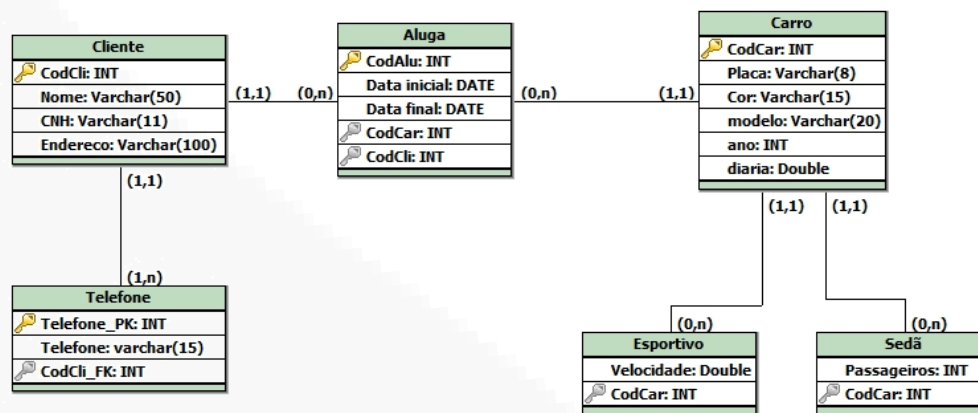 Cliente
CodCli: INT
Nome: Varchar(50)
CNH: Varchar(11)
Endereco: Varchar(100)
(1,1)
(0,n)
Aluga
CodAlu: INT
Data inicial: DATE
Data final: DATE
CodCar: INT
CodCli: INT
(0,n)
(1,1)
Carro
CodCar: INT
Placa: Varchar(8)
Cor: Varchar(15)
modelo: Varchar(20)
ano: INT
diaria: Double
(1,1)
(1,n)
Telefone
Telefone_PK: INT
Telefone: varchar(15)
CodCli_FK: INT
(1,1)
(1,1)
(0,n)
Esportivo
Velocidade: Double
CodCar: INT
(0,n)
Sedã
Passageiros: INT
CodCar: INT